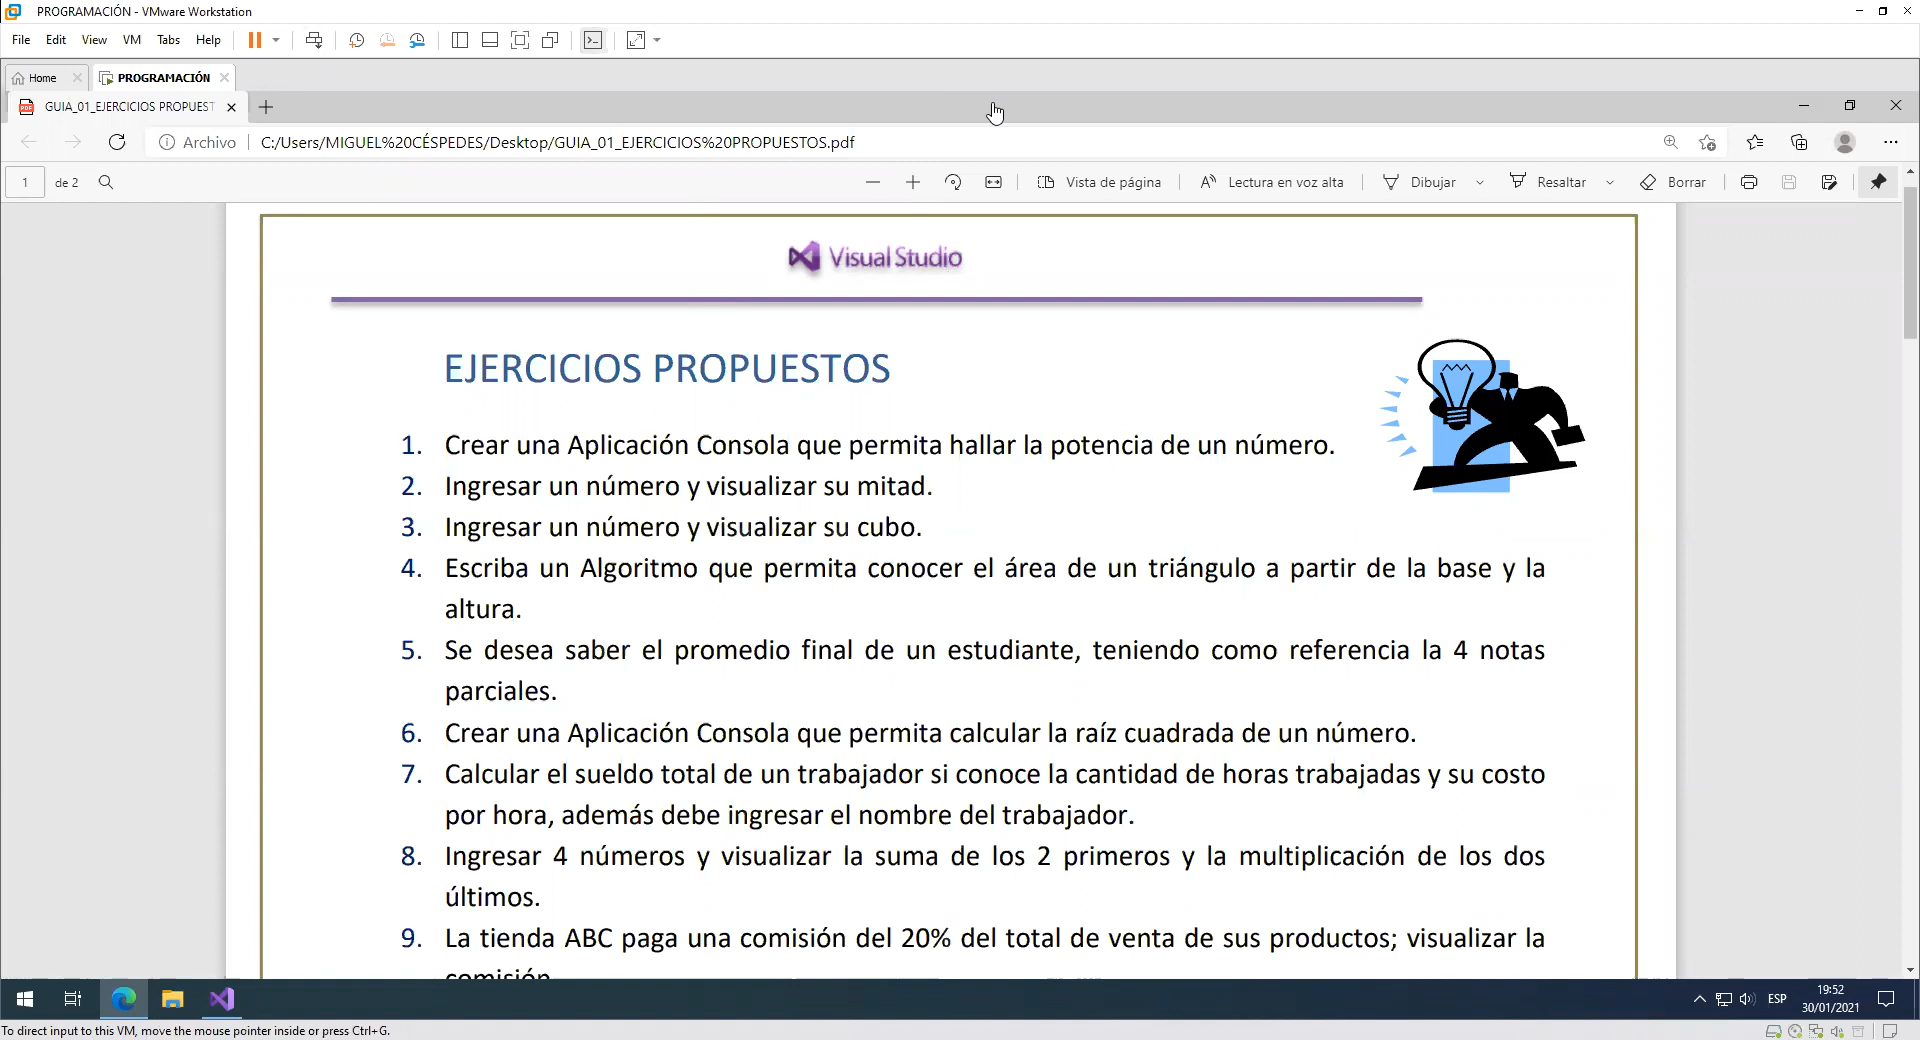 PROGRAMACIÓN - VMware Workstation
File Edit View VM Tabs Help
Home PROGRAMACIÓN
GUIA_01_EJERCICIOS PROPUEST
Archivo C:/Users/MIGUEL%20CÉSPEDES/Desktop/GUIA_01_EJERCICIOS%20PROPUESTOS.pdf
1 de 2 Vista de página Lectura en voz alta Dibujar Resaltar Borrar
Visual Studio
EJERCICIOS PROPUESTOS
1. Crear una Aplicación Consola que permita hallar la potencia de un número.
2. Ingresar un número y visualizar su mitad.
3. Ingresar un número y visualizar su cubo.
4. Escriba un Algoritmo que permita conocer el área de un triángulo a partir de la base y la
altura.
5. Se desea saber el promedio final de un estudiante, teniendo como referencia la 4 notas
parciales.
6. Crear una Aplicación Consola que permita calcular la raíz cuadrada de un número.
7. Calcular el sueldo total de un trabajador si conoce la cantidad de horas trabajadas y su costo
por hora, además debe ingresar el nombre del trabajador.
8. Ingresar 4 números y visualizar la suma de los 2 primeros y la multiplicación de los dos
últimos.
9. La tienda ABC paga una comisión del 20% del total de venta de sus productos; visualizar la
comisión
ESP
19:52
30/01/2021
To direct input to this VM, move the mouse pointer inside or press Ctrl+G.